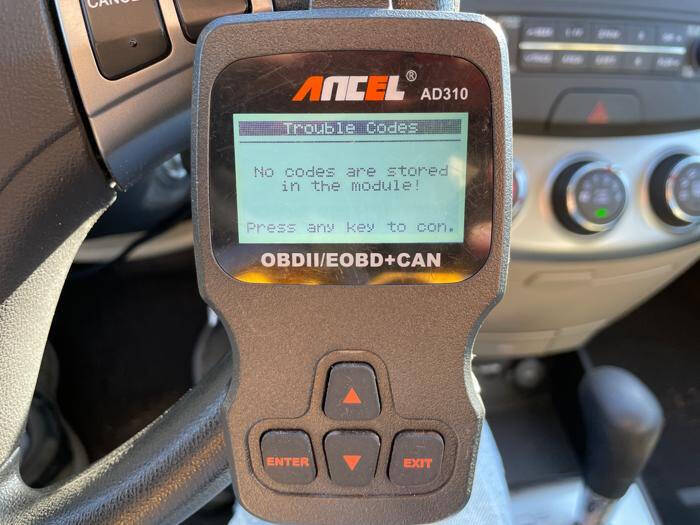 CANCEL
ANCEL® AD310
Trouble Codes
No codes are stored
in the module!
Press any key to con.
OBDII/EOBD+CAN
ENTER
EXIT